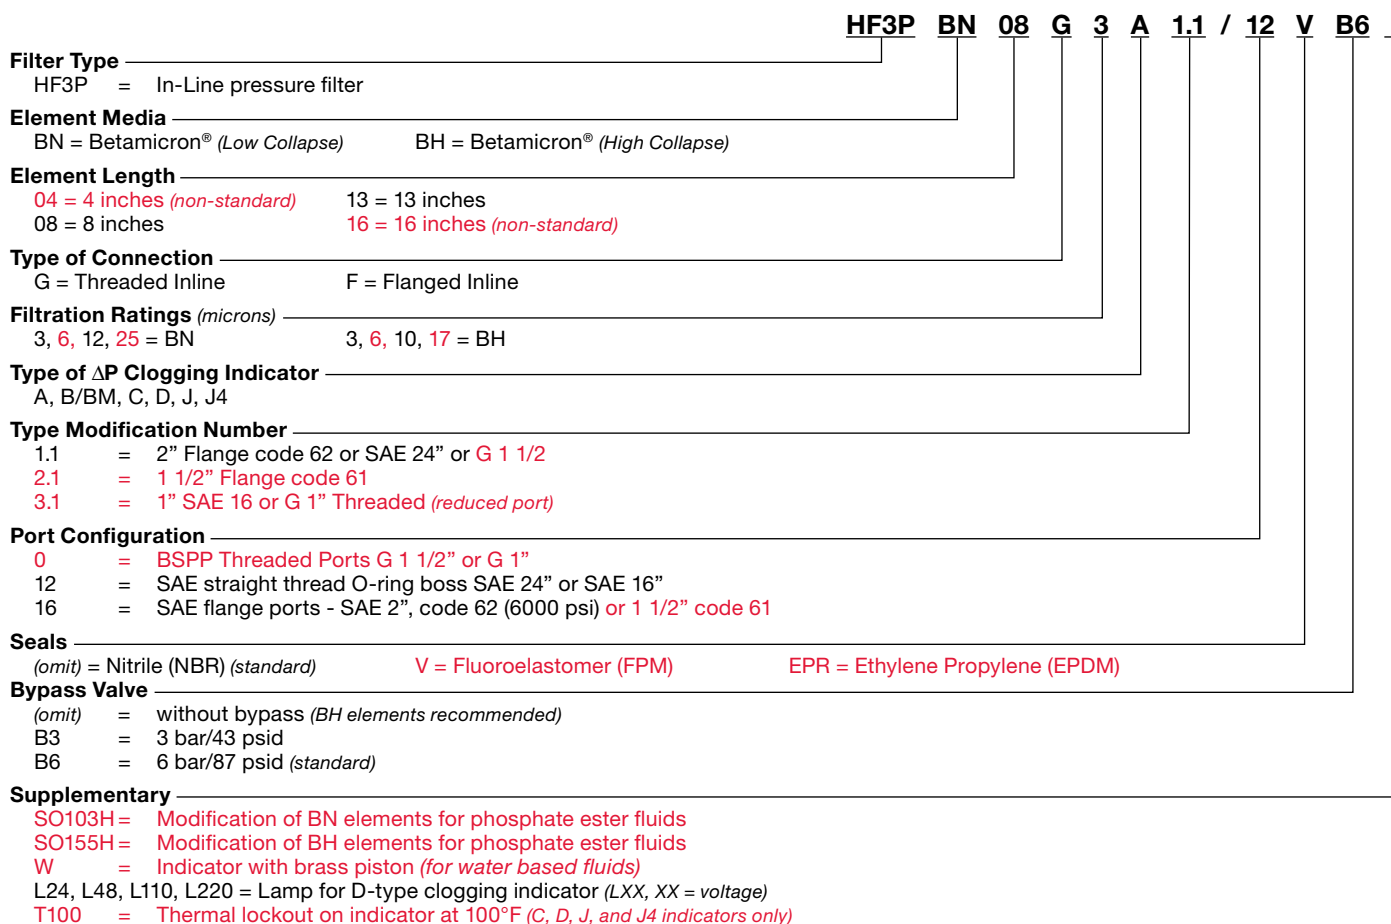 HF3P BN 08 G 3 A 1.1 / 12 V B6
Filter Type
HF3P = In-Line pressure filter
Element Media
BN = Betamicron® (Low Collapse) BH = Betamicron® (High Collapse)
Element Length
04 = 4 inches (non-standard) 13 = 13 inches
08 = 8 inches 16 = 16 inches (non-standard)
Type of Connection
G = Threaded Inline F = Flanged Inline
Filtration Ratings (microns)
3, 6, 12, 25 = BN 3, 6, 10, 17 = BH
Type of ∆P Clogging Indicator
A, B/BM, C, D, J, J4
Type Modification Number
1.1 = 2” Flange code 62 or SAE 24” or G 1 1/2
2.1 = 1 1/2” Flange code 61
3.1 = 1” SAE 16 or G 1” Threaded (reduced port)
Port Configuration
0 = BSPP Threaded Ports G 1 1/2” or G 1”
12 = SAE straight thread O-ring boss SAE 24” or SAE 16”
16 = SAE flange ports - SAE 2”, code 62 (6000 psi) or 1 1/2” code 61
Seals
(omit) = Nitrile (NBR) (standard) V = Fluoroelastomer (FPM) EPR = Ethylene Propylene (EPDM)
Bypass Valve
(omit) = without bypass (BH elements recommended)
B3 = 3 bar/43 psid
B6 = 6 bar/87 psid (standard)
Supplementary
SO103H = Modification of BN elements for phosphate ester fluids
SO155H = Modification of BH elements for phosphate ester fluids
W = Indicator with brass piston (for water based fluids)
L24, L48, L110, L220 = Lamp for D-type clogging indicator (LXX, XX = voltage)
T100 = Thermal lockout on indicator at 100°F (C, D, J, and J4 indicators only)